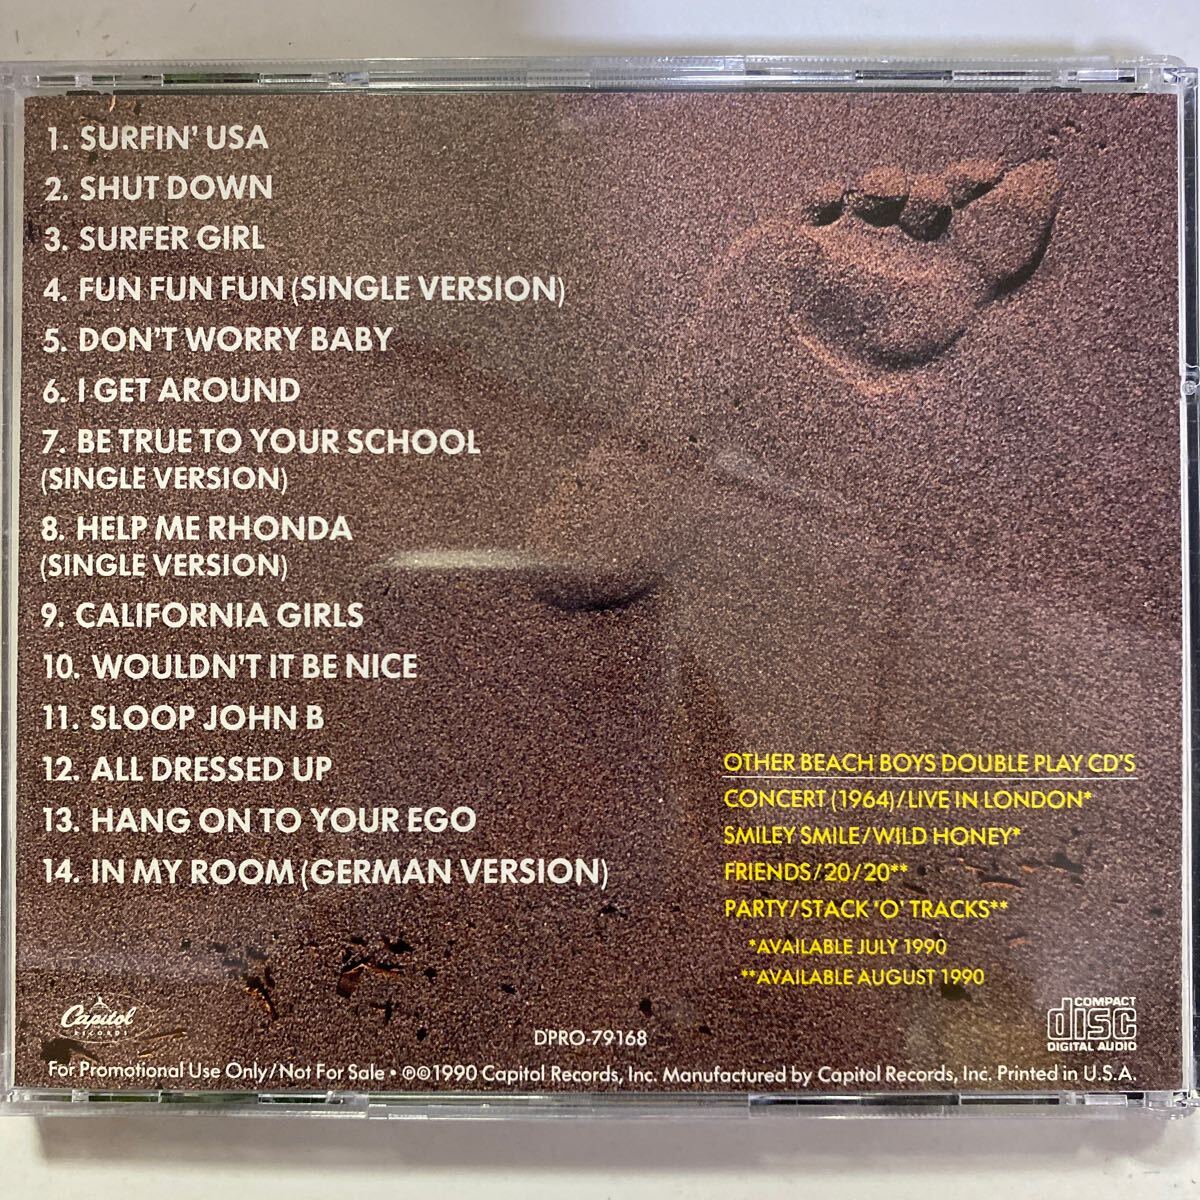 1. SURFIN' USA
2. SHUT DOWN
3. SURFER GIRL
4. FUN FUN FUN (SINGLE VERSION)
5. DON'T WORRY BABY
6. I GET AROUND
7. BE TRUE TO YOUR SCHOOL
(SINGLE VERSION)
8. HELP ME RHONDA
(SINGLE VERSION)
9. CALIFORNIA GIRLS
10. WOULDN'T IT BE NICE
11. SLOOP JOHN B
12. ALL DRESSED UP
13. HANG ON TO YOUR EGO
14. IN MY ROOM (GERMAN VERSION)
OTHER BEACH BOYS DOUBLE PLAY CD'S
CONCERT (1964)/LIVE IN LONDON*
SMILEY SMILE/WILD HONEY*
FRIENDS/20/20**
PARTY/STACK 'O' TRACKS**
*AVAILABLE JULY 1990
**AVAILABLE AUGUST 1990
Capitol
RECORDS
DPRO-79168
COMPACT
disc
DIGITAL AUDIO
For Promotional Use Only/Not For Sale • ℗©1990 Capitol Records, Inc. Manufactured by Capitol Records, Inc. Printed in U.S.A.